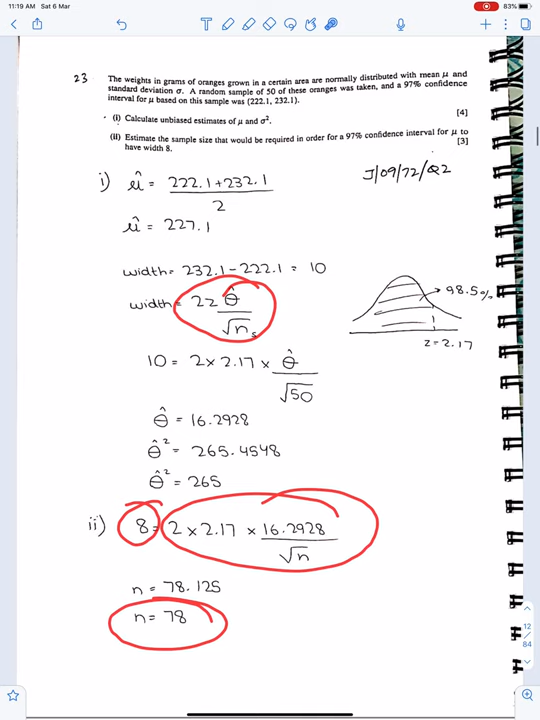 11:19 AM Sat 6 Mar
83%
23 The weights in grams of oranges grown in a certain area are normally distributed with mean μ and
standard deviation σ. A random sample of 50 of these oranges was taken, and a 97% confidence
interval for μ based on this sample was (222.1, 232.1).
(i) Calculate unbiased estimates of μ and σ². [4]
(ii) Estimate the sample size that would be required in order for a 97% confidence interval for μ to
have width 8. [3]
J/09/72/Q2
i) û = 222.1+232.1 / 2
û = 227.1
width = 232.1 - 222.1 = 10
width = 2z θ̂ / √n
98.5%
z = 2.17
10 = 2 × 2.17 × θ̂ / √50
θ̂ = 16.2928
θ̂² = 265.4548
θ̂² = 265
ii) 8 = 2 × 2.17 × 16.2928 / √n
n = 78.125
n = 78
12
/
84